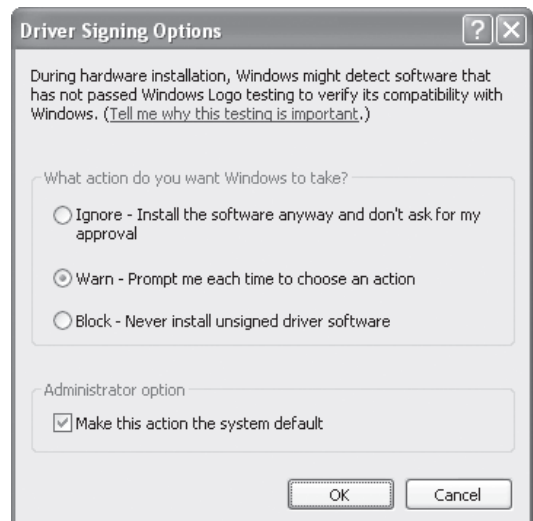 Driver Signing Options
During hardware installation, Windows might detect software that
has not passed Windows Logo testing to verify its compatibility with
Windows. (Tell me why this testing is important.)
What action do you want Windows to take?
Ignore - Install the software anyway and don't ask for my
approval
Warn - Prompt me each time to choose an action
Block - Never install unsigned driver software
Administrator option
Make this action the system default
OK Cancel